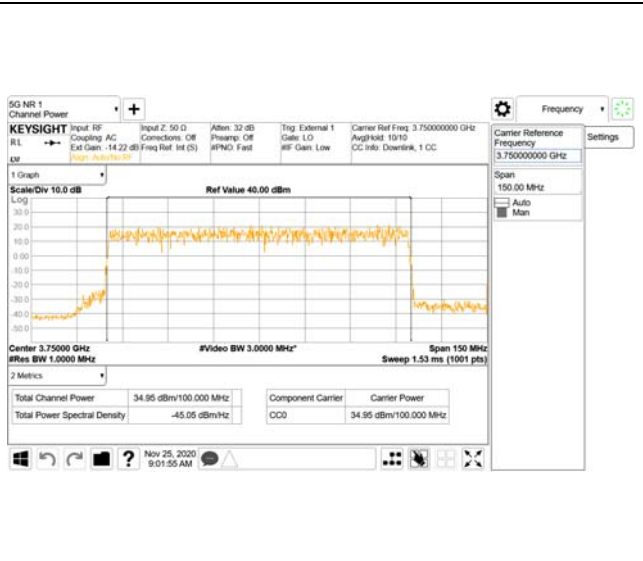 5G NR 1
Channel Power
Frequency
KEYSIGHT
RL
Input: RF
Coupling: AC
Ext Gain: -14.22 dB
Align: Auto/No RF
Input Z: 50 Ω
Corrections: Off
Freq Ref: Int (S)
Atten: 32 dB
Preamp: Off
#PNO: Fast
Trig: External 1
Gate: LO
#IF Gain: Low
Carrier Ref Freq: 3.750000000 GHz
Avg|Hold: 10/10
CC Info: Downlink, 1 CC
Carrier Reference
Frequency
3.750000000 GHz
Settings
Span
150.00 MHz
Auto
Man
1 Graph
Scale/Div 10.0 dB
Ref Value 40.00 dBm
Log
30.0
20.0
10.0
0.00
-10.0
-20.0
-30.0
-40.0
-50.0
Center 3.75000 GHz
#Video BW 3.0000 MHz*
Span 150 MHz
#Res BW 1.0000 MHz
Sweep 1.53 ms (1001 pts)
2 Metrics
Total Channel Power 34.95 dBm/100.000 MHz
Total Power Spectral Density -45.05 dBm/Hz
Component Carrier Carrier Power
CC0 34.95 dBm/100.000 MHz
Nov 25, 2020
9:01:55 AM